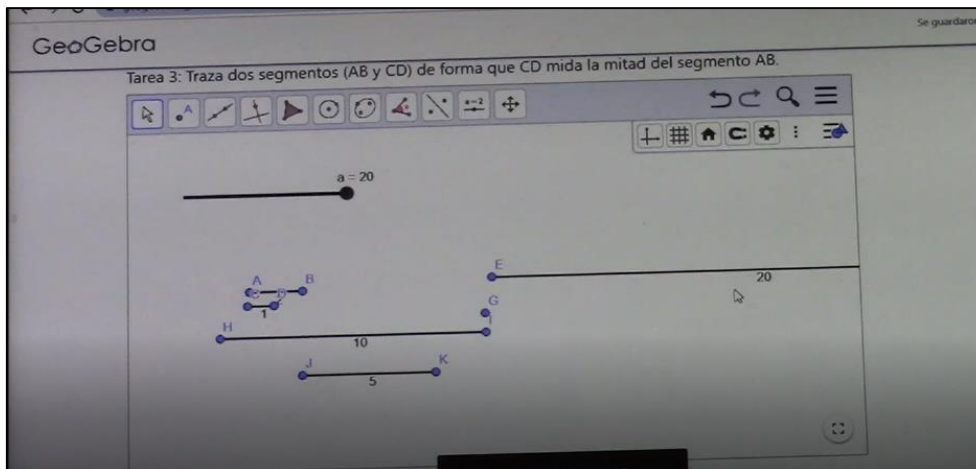 Se guardaro
GeoGebra
Tarea 3: Traza dos segmentos (AB y CD) de forma que CD mida la mitad del segmento AB.
A
a=2
a = 20
E
20
A
B
D
1
G
I
H
10
J
K
5